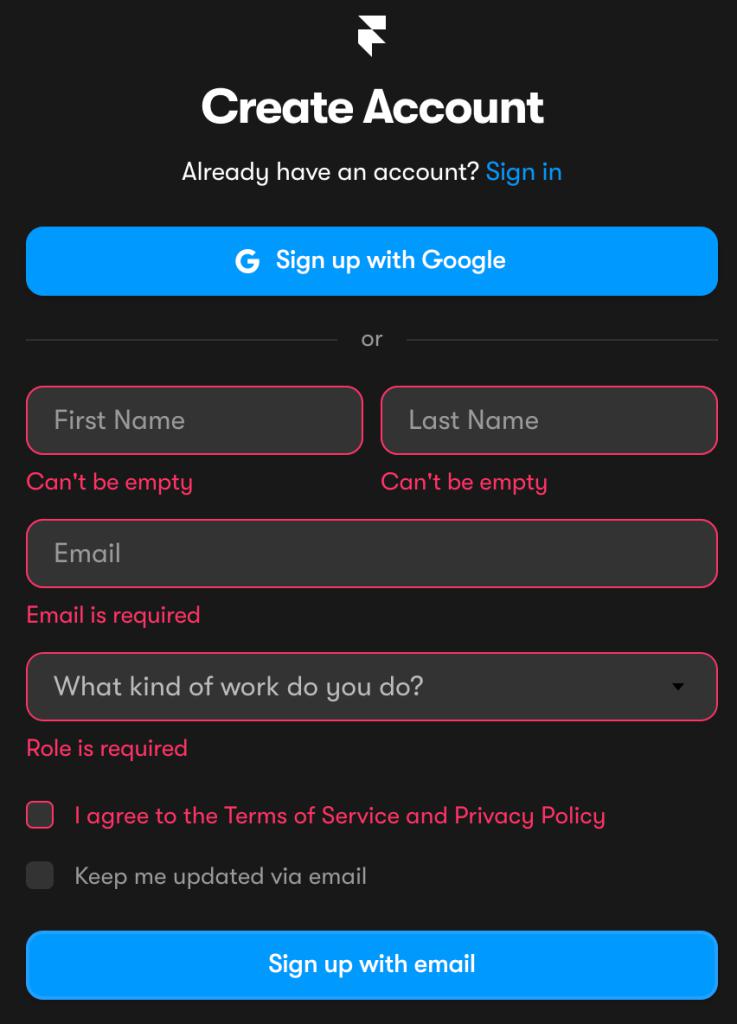 Create Account
Already have an account? Sign in
Sign up with Google
or
First Name
Last Name
Can't be empty
Can't be empty
Email
Email is required
What kind of work do you do?
Role is required
I agree to the Terms of Service and Privacy Policy
Keep me updated via email
Sign up with email